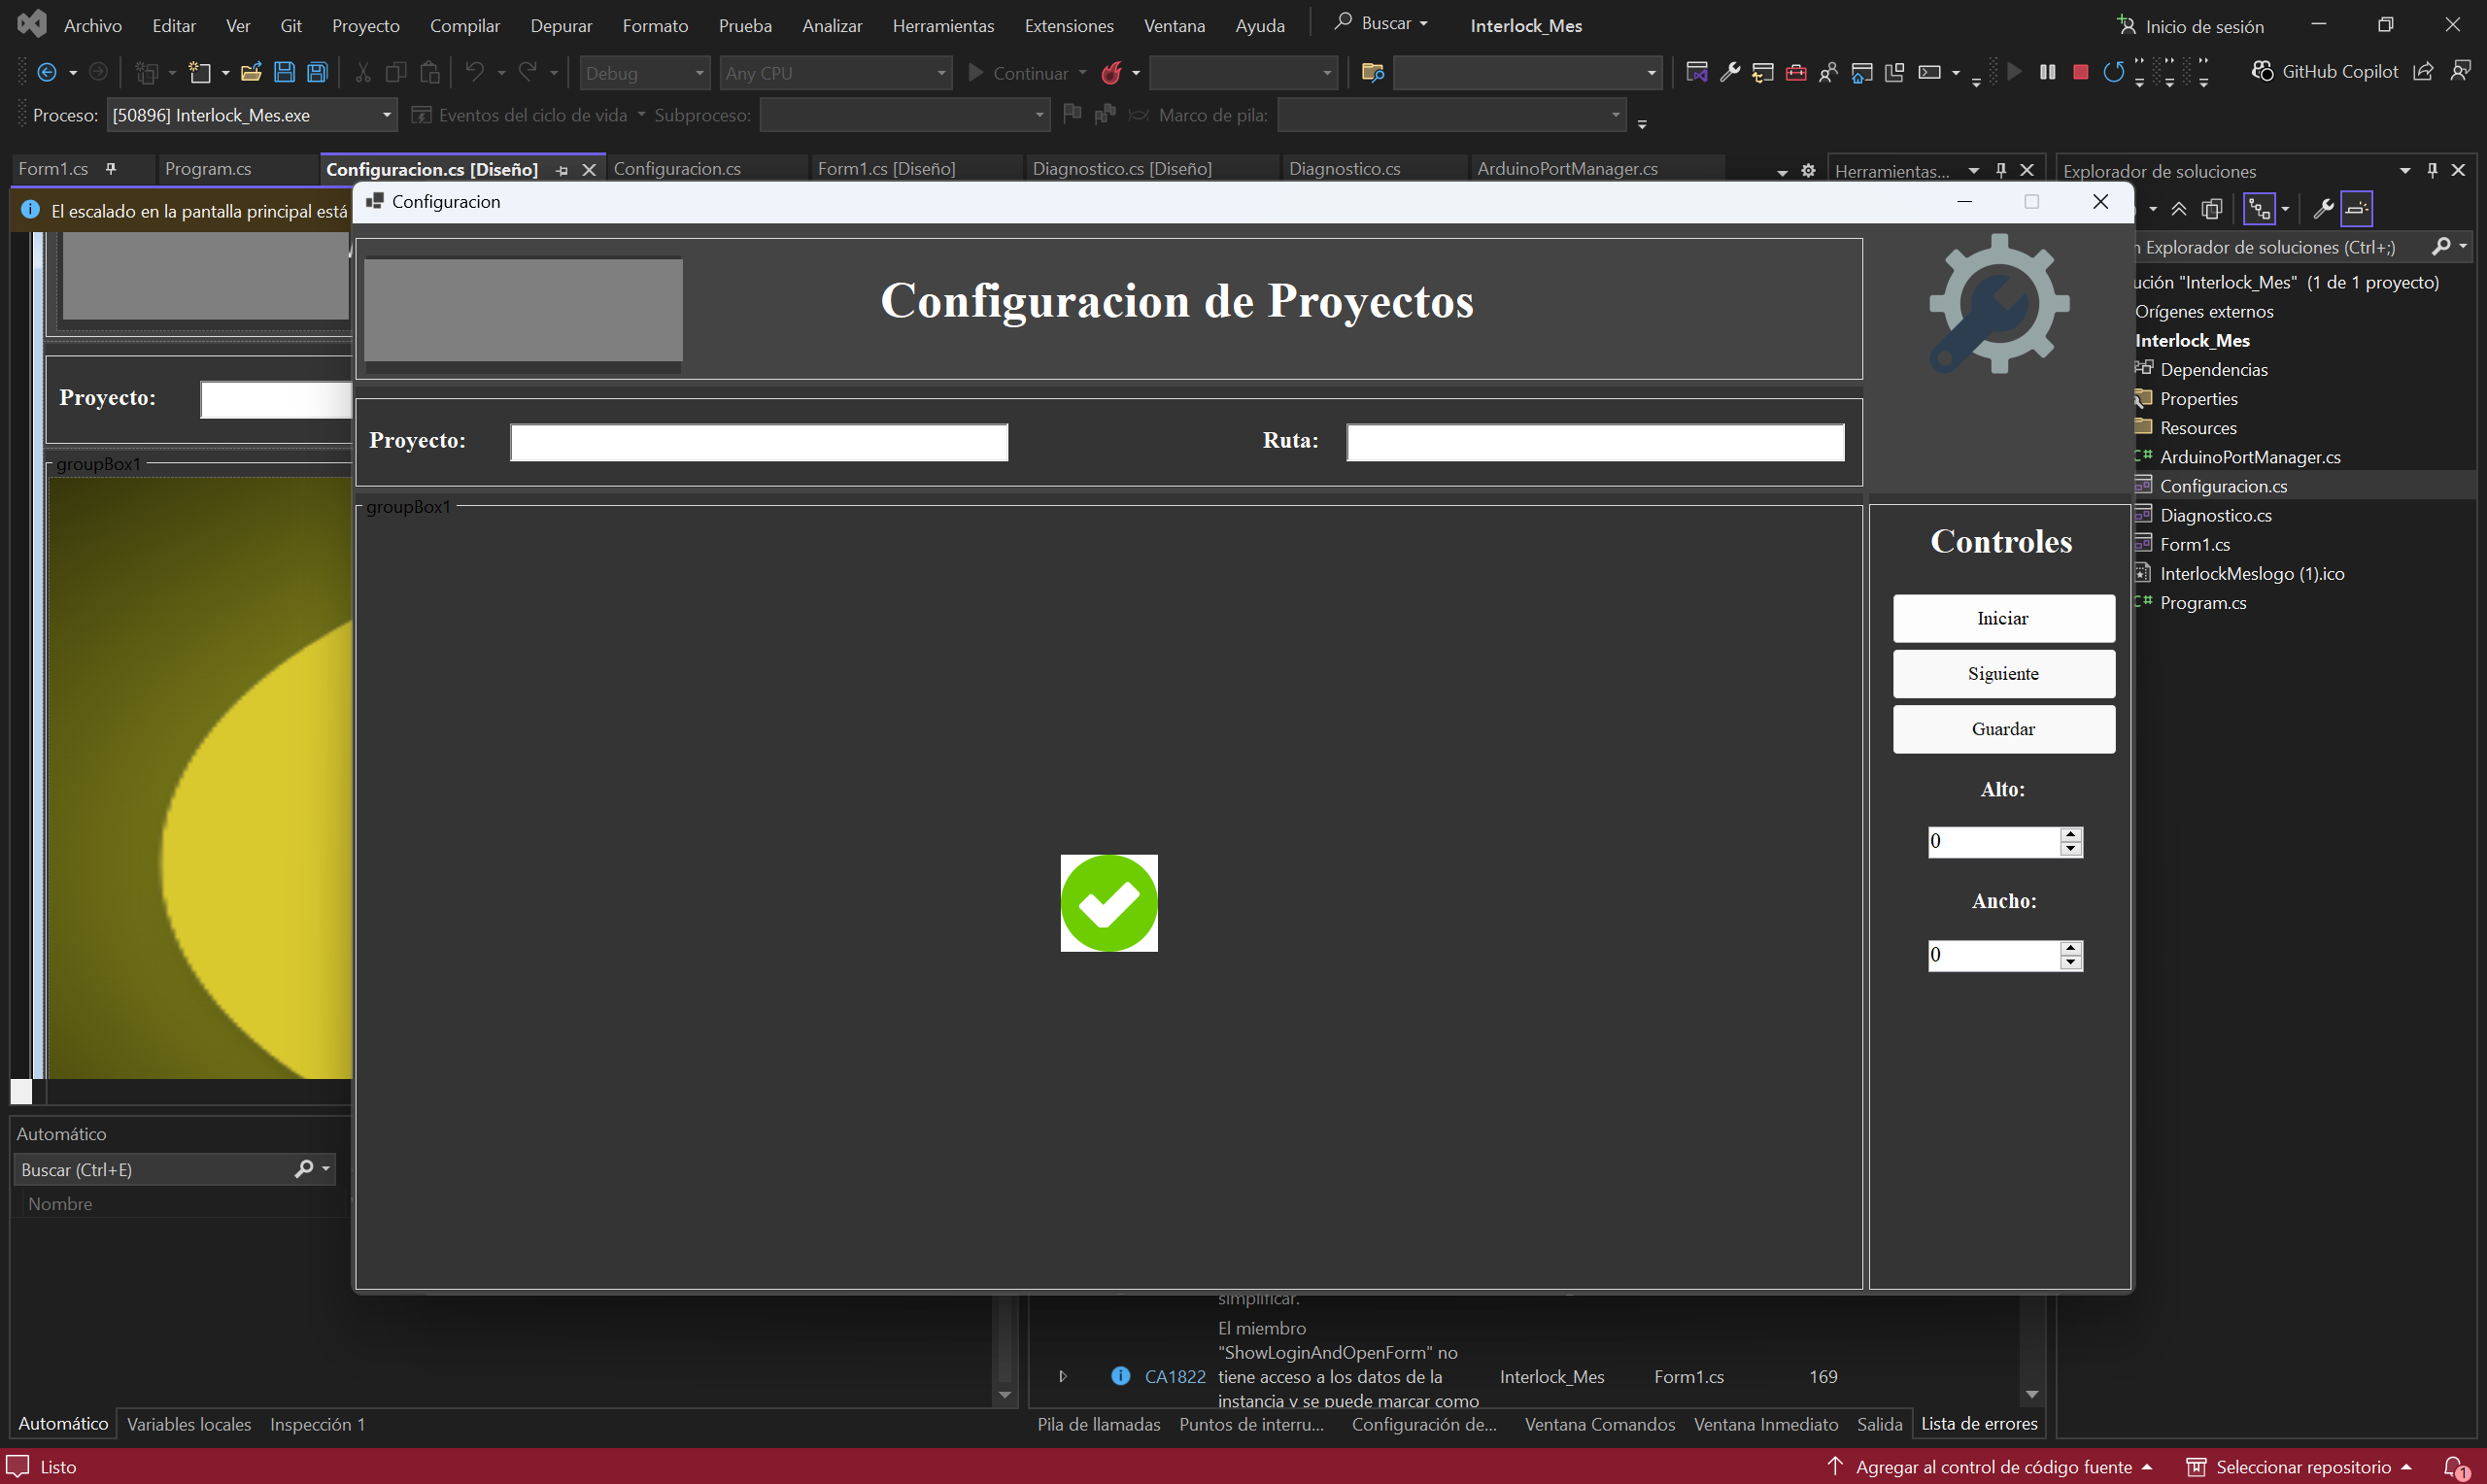 Archivo Editar Ver Git Proyecto Compilar Depurar Formato Prueba Analizar Herramientas Extensiones Ventana Ayuda Buscar Interlock_Mes Inicio de sesión
Debug Any CPU Continuar GitHub Copilot
Proceso: [50896] Interlock_Mes.exe Eventos del ciclo de vida Subproceso: Marco de pila:
Form1.cs Program.cs Configuracion.cs [Diseño] Configuracion.cs Form1.cs [Diseño] Diagnostico.cs [Diseño] Diagnostico.cs ArduinoPortManager.cs Herramientas... Explorador de soluciones
El escalado en la pantalla principal está
Configuracion
Configuracion de Proyectos
Proyecto:
Proyecto:
Ruta:
groupBox1
groupBox1
Controles
Iniciar
Siguiente
Guardar
Alto:
0
Ancho:
0
Explorador de soluciones (Ctrl+;)
ución "Interlock_Mes" (1 de 1 proyecto)
Orígenes externos
Interlock_Mes
Dependencias
Properties
Resources
C# ArduinoPortManager.cs
Configuracion.cs
Diagnostico.cs
Form1.cs
InterlockMeslogo (1).ico
C# Program.cs
Automático
Buscar (Ctrl+E)
Nombre
simplificar.
El miembro
"ShowLoginAndOpenForm" no
CA1822 tiene acceso a los datos de la Interlock_Mes Form1.cs 169
instancia y se puede marcar como
Automático Variables locales Inspección 1
Pila de llamadas Puntos de interru... Configuración de... Ventana Comandos Ventana Inmediato Salida Lista de errores
Listo Agregar al control de código fuente Seleccionar repositorio 1